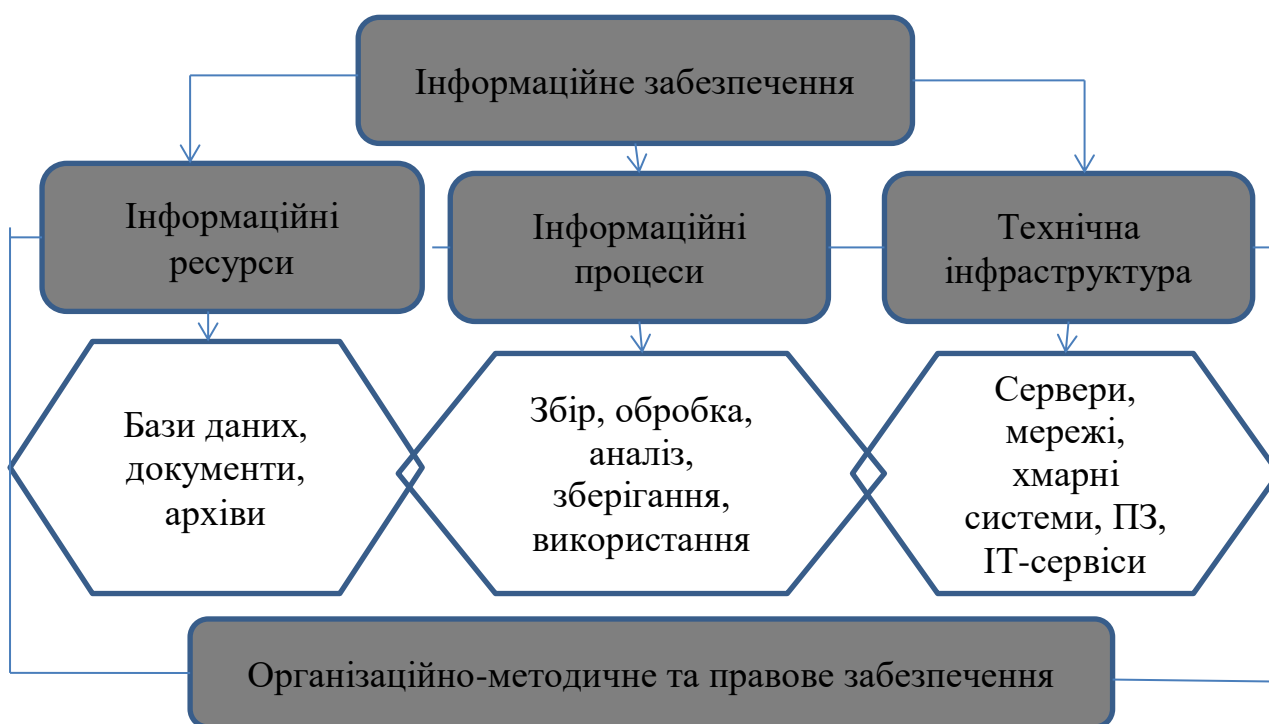 Інформаційне забезпечення
Інформаційні
ресурси
Інформаційні
процеси
Технічна
інфраструктура
Бази даних,
документи,
архіви
Збір, обробка,
аналіз,
зберігання,
використання
Сервери,
мережі,
хмарні
системи, ПЗ,
ІТ-сервіси
Організаційно-методичне та правове забезпечення